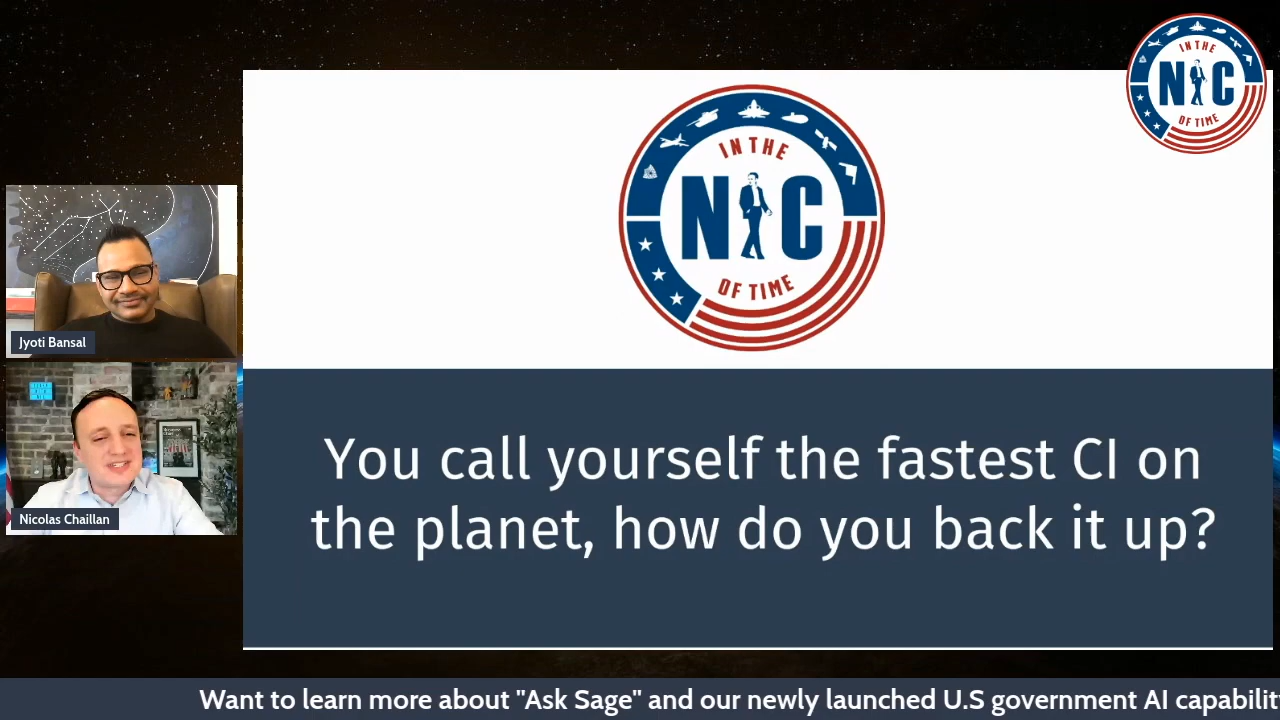 IN THE
NIC
OF TIME
IN THE
NIC
OF TIME
Jyoti Bansal
Nicolas Chaillan
You call yourself the fastest CI on
the planet, how do you back it up?
Want to learn more about "Ask Sage" and our newly launched U.S government AI capabilit